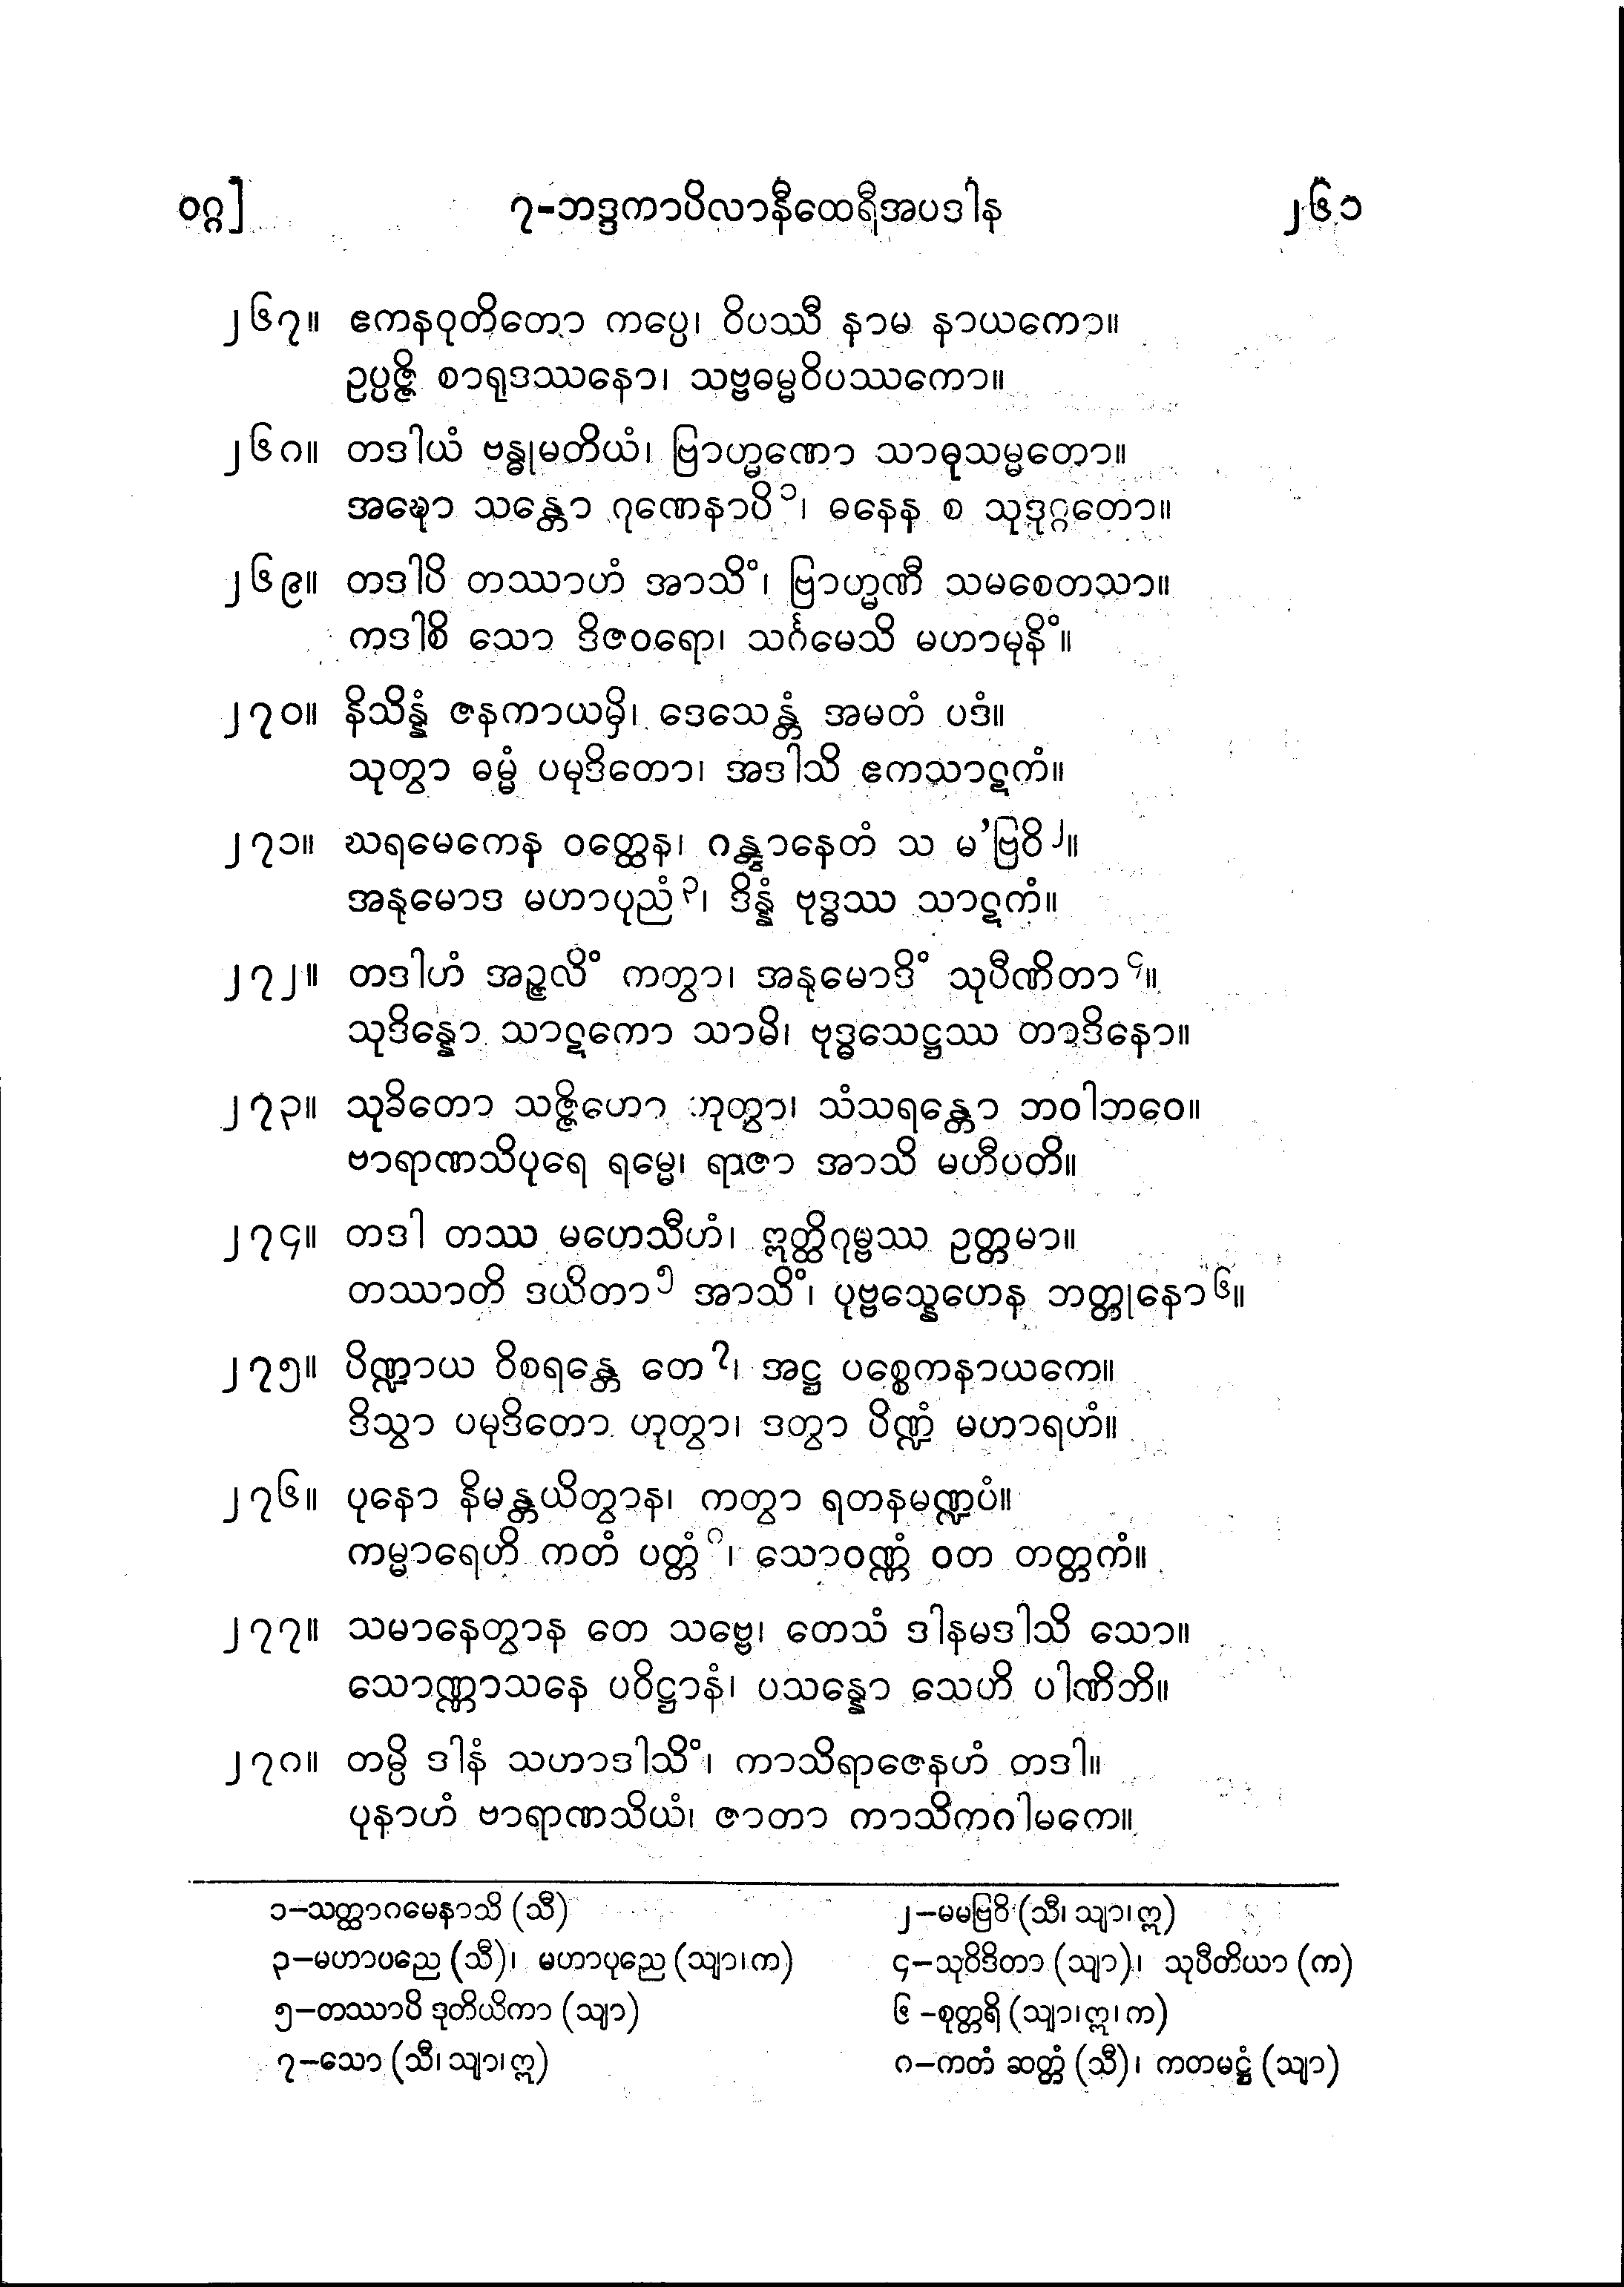 ဝဂ္ဂ] ၇-ဘဒ္ဒကာပိလာနီထေရီအပဒါန ၂၆၁
၂၆၇။ ဧကနဝုတိတော ကပ္ပေ၊ ဝိပဿီ နာမ နာယကော။
ဥပ္ပဇ္ဇိ စာရုဒဿနော၊ သဗ္ဗဓမ္မဝိပဿကော။
၂၆၈။ တဒါယံ ဗန္ဓုမတိယံ၊ ဗြာဟ္မဏော သာဓုသမ္မတော။
အဍ္ဎော သန္တော ဂုဏေနာပိ၁၊ ဓနေန စ သုဒုဂ္ဂတော။
၂၆၉။ တဒါပိ တဿာဟံ အာသိံ၊ ဗြာဟ္မဏီ သမစေတသာ။
ကဒါစိ သော ဒိဇဝရော၊ သင်္ဂမေသိ မဟာမုနိံ။
၂၇၀။ နိသိန္နံ ဇနကာယမှိ၊ ဒေသေန္တံ အမတံ ပဒံ။
သုတွာ ဓမ္မံ ပမုဒိတော၊ အဒါသိ ဧကသာဋကံ။
၂၇၁။ ဃရမေကေန ဝတ္ထေန၊ ဂန္တွာနေတံ သ မ’ဗြဝိ၂။
အနုမောဒ မဟာပုညံ၃၊ ဒိန္နံ ဗုဒ္ဓဿ သာဋကံ။
၂၇၂။ တဒါဟံ အဉ္ဇလိံ ကတွာ၊ အနုမောဒိံ သုပီဏိတာ၄။
သုဒိန္နော သာဋကော သာမိ၊ ဗုဒ္ဓသေဋ္ဌဿ တာဒိနော။
၂၇၃။ သုခိတော သဇ္ဇိတော ဟုတွာ၊ သံသရန္တော ဘဝါဘဝေ။
ဗာရာဏသိပုရေ ရမ္မေ၊ ရာဇာ အာသိ မဟီပတိ။
၂၇၄။ တဒါ တဿ မဟေသီဟံ၊ ဣတ္ထိဂုမ္ဗဿ ဥတ္တမာ။
တဿာတိ ဒယိတာ၅ အာသိံ၊ ပုဗ္ဗသ္နေဟေန ဘတ္တုနော၆။
၂၇၅။ ပိဏ္ဍာယ ဝိစရန္တေ တေ၇၊ အဋ္ဌ ပစ္စေကနာယကေ။
ဒိသွာ ပမုဒိတော ဟုတွာ၊ ဒတွာ ပိဏ္ဍံ မဟာရဟံ။
၂၇၆။ ပုနော နိမန္တယိတွာန၊ ကတွာ ရတနမဏ္ဍပံ။
ကမ္မာရေဟိ ကတံ ပတ္တံ၈၊ သောဝဏ္ဏံ ဝတ တတ္တကံ။
၂၇၇။ သမာနေတွာန တေ သဗ္ဗေ၊ တေသံ ဒါနမဒါသိ သော။
သောဏ္ဏာသနေ ပဝိဋ္ဌာနံ၊ ပသန္နော သေဟိ ပါဏိဘိ။
၂၇၈။ တမ္ပိ ဒါနံ သဟာဒါသိံ၊ ကာသိရာဇေနဟံ တဒါ။
ပုနာဟံ ဗာရာဏသိယံ၊ ဇာတာ ကာသိကဂါမကေ။
၁-သတ္ထာဂမေနာသိ (သီ) ၂-မမဗြဝိ (သီ၊ သျာ၊ ဣ)
၃-မဟာပညေ (သီ)၊ မဟာပုညေ (သျာ၊ က) ၄-သုဝိဒိတာ (သျာ)၊ သုပီတိယာ (က)
၅-တဿာပိ ဒုတိယိကာ (သျာ) ၆-စုတ္တရိ (သျာ၊ ဣ၊ က)
၇-သော (သီ၊ သျာ၊ ဣ) ၈-ကတံ ဆတ္တံ (သီ)၊ ကတမဋ္ဌံ (သျာ)